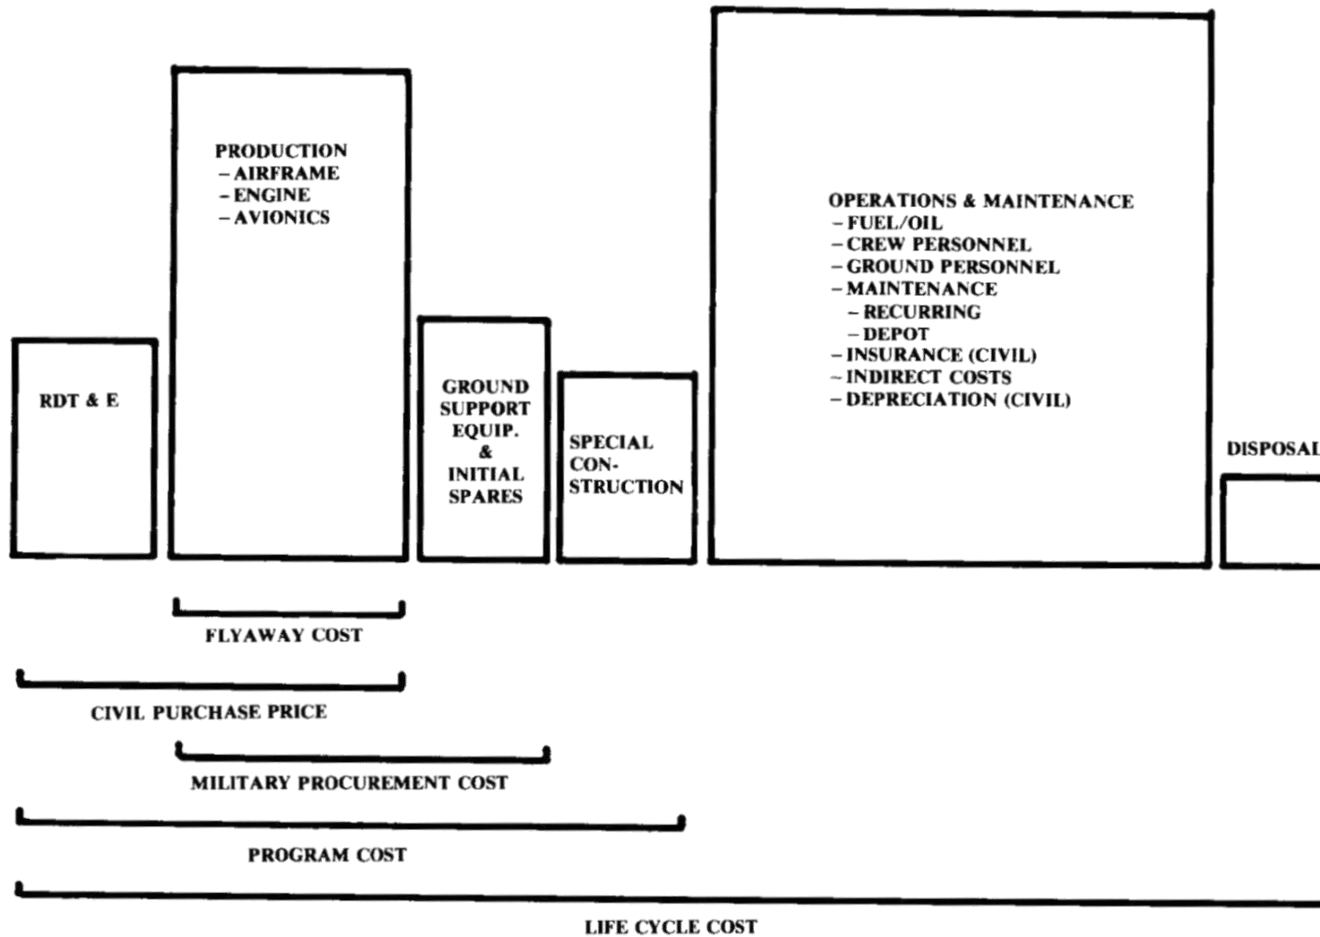 RDT & E
PRODUCTION
– AIRFRAME
– ENGINE
– AVIONICS
GROUND
SUPPORT
EQUIP.
&
INITIAL
SPARES
SPECIAL
CON-
STRUCTION
OPERATIONS & MAINTENANCE
– FUEL/OIL
– CREW PERSONNEL
– GROUND PERSONNEL
– MAINTENANCE
– RECURRING
– DEPOT
– INSURANCE (CIVIL)
– INDIRECT COSTS
– DEPRECIATION (CIVIL)
DISPOSAL
FLYAWAY COST
CIVIL PURCHASE PRICE
MILITARY PROCUREMENT COST
PROGRAM COST
LIFE CYCLE COST